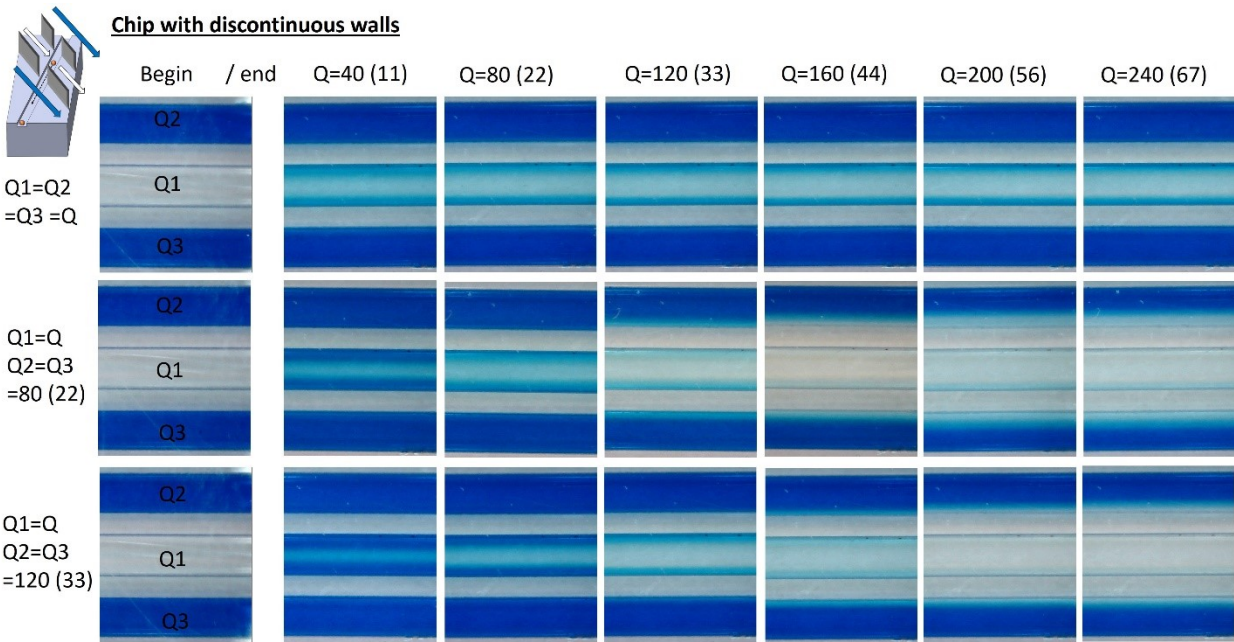 Chip with discontinuous walls
Begin / end Q=40 (11) Q=80 (22) Q=120 (33) Q=160 (44) Q=200 (56) Q=240 (67)
Q1=Q2
=Q3 =Q
Q2
Q1
Q3
Q1=Q
Q2=Q3
=80 (22)
Q2
Q1
Q3
Q1=Q
Q2=Q3
=120 (33)
Q2
Q1
Q3